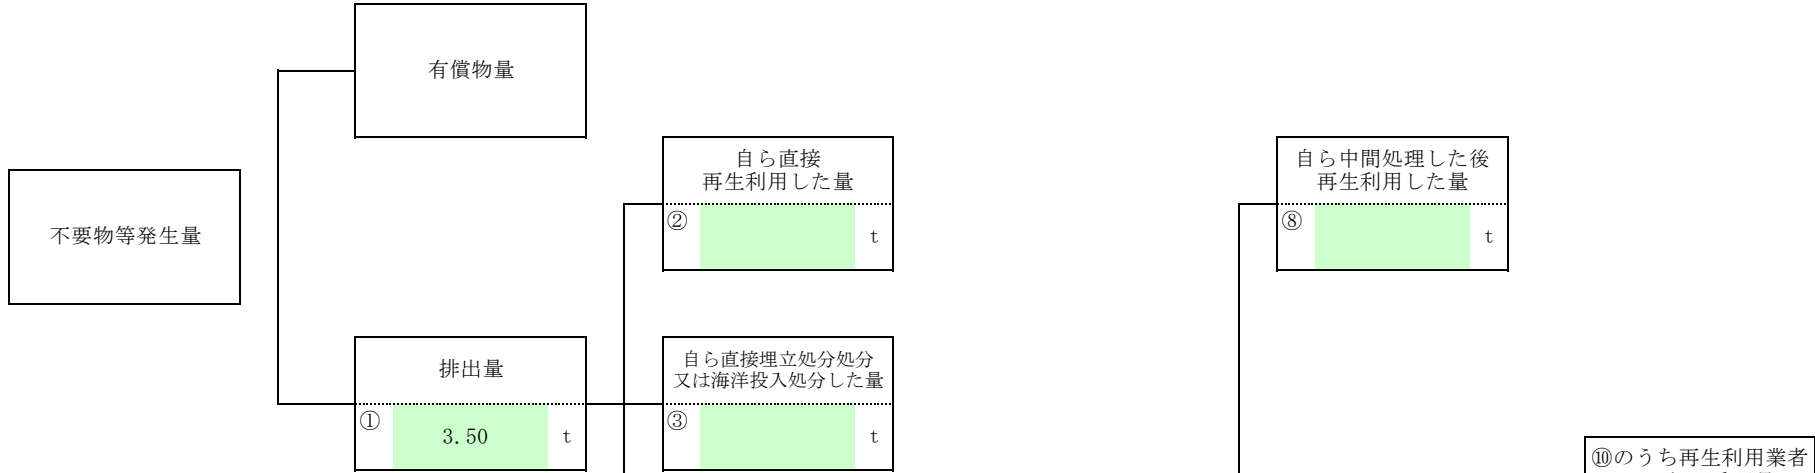 有償物量
自ら直接
再生利用した量
②
t
自ら中間処理した後
再生利用した量
⑧
t
不要物等発生量
排出量
①
3.50
t
自ら直接埋立処分処分
又は海洋投入処分した量
③
t
⑩のうち再生利用業者